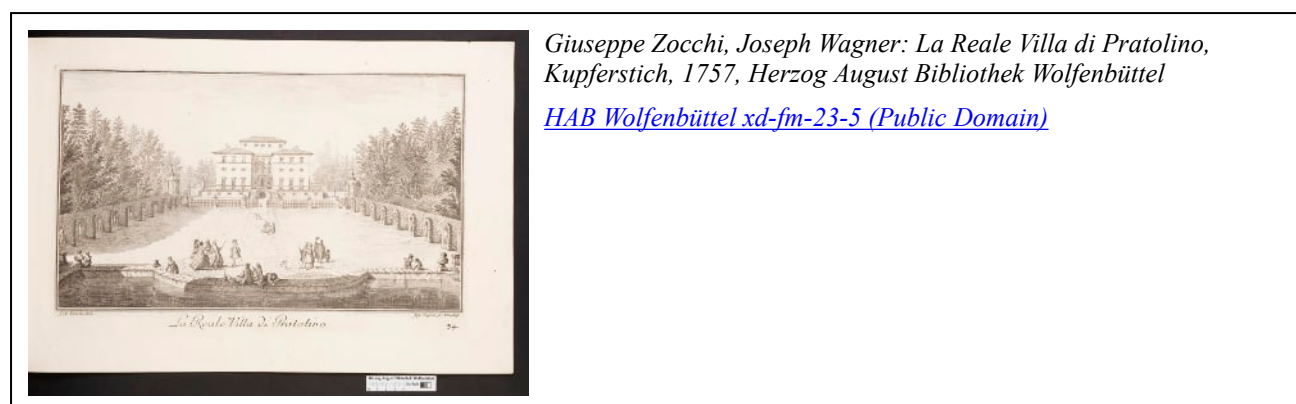 Giuseppe Zocchi, Joseph Wagner: La Reale Villa di Pratolino,
Kupferstich, 1757, Herzog August Bibliothek Wolfenbüttel
HAB Wolfenbüttel xd-fm-23-5 (Public Domain)
La Reale Villa di Pratolino
34